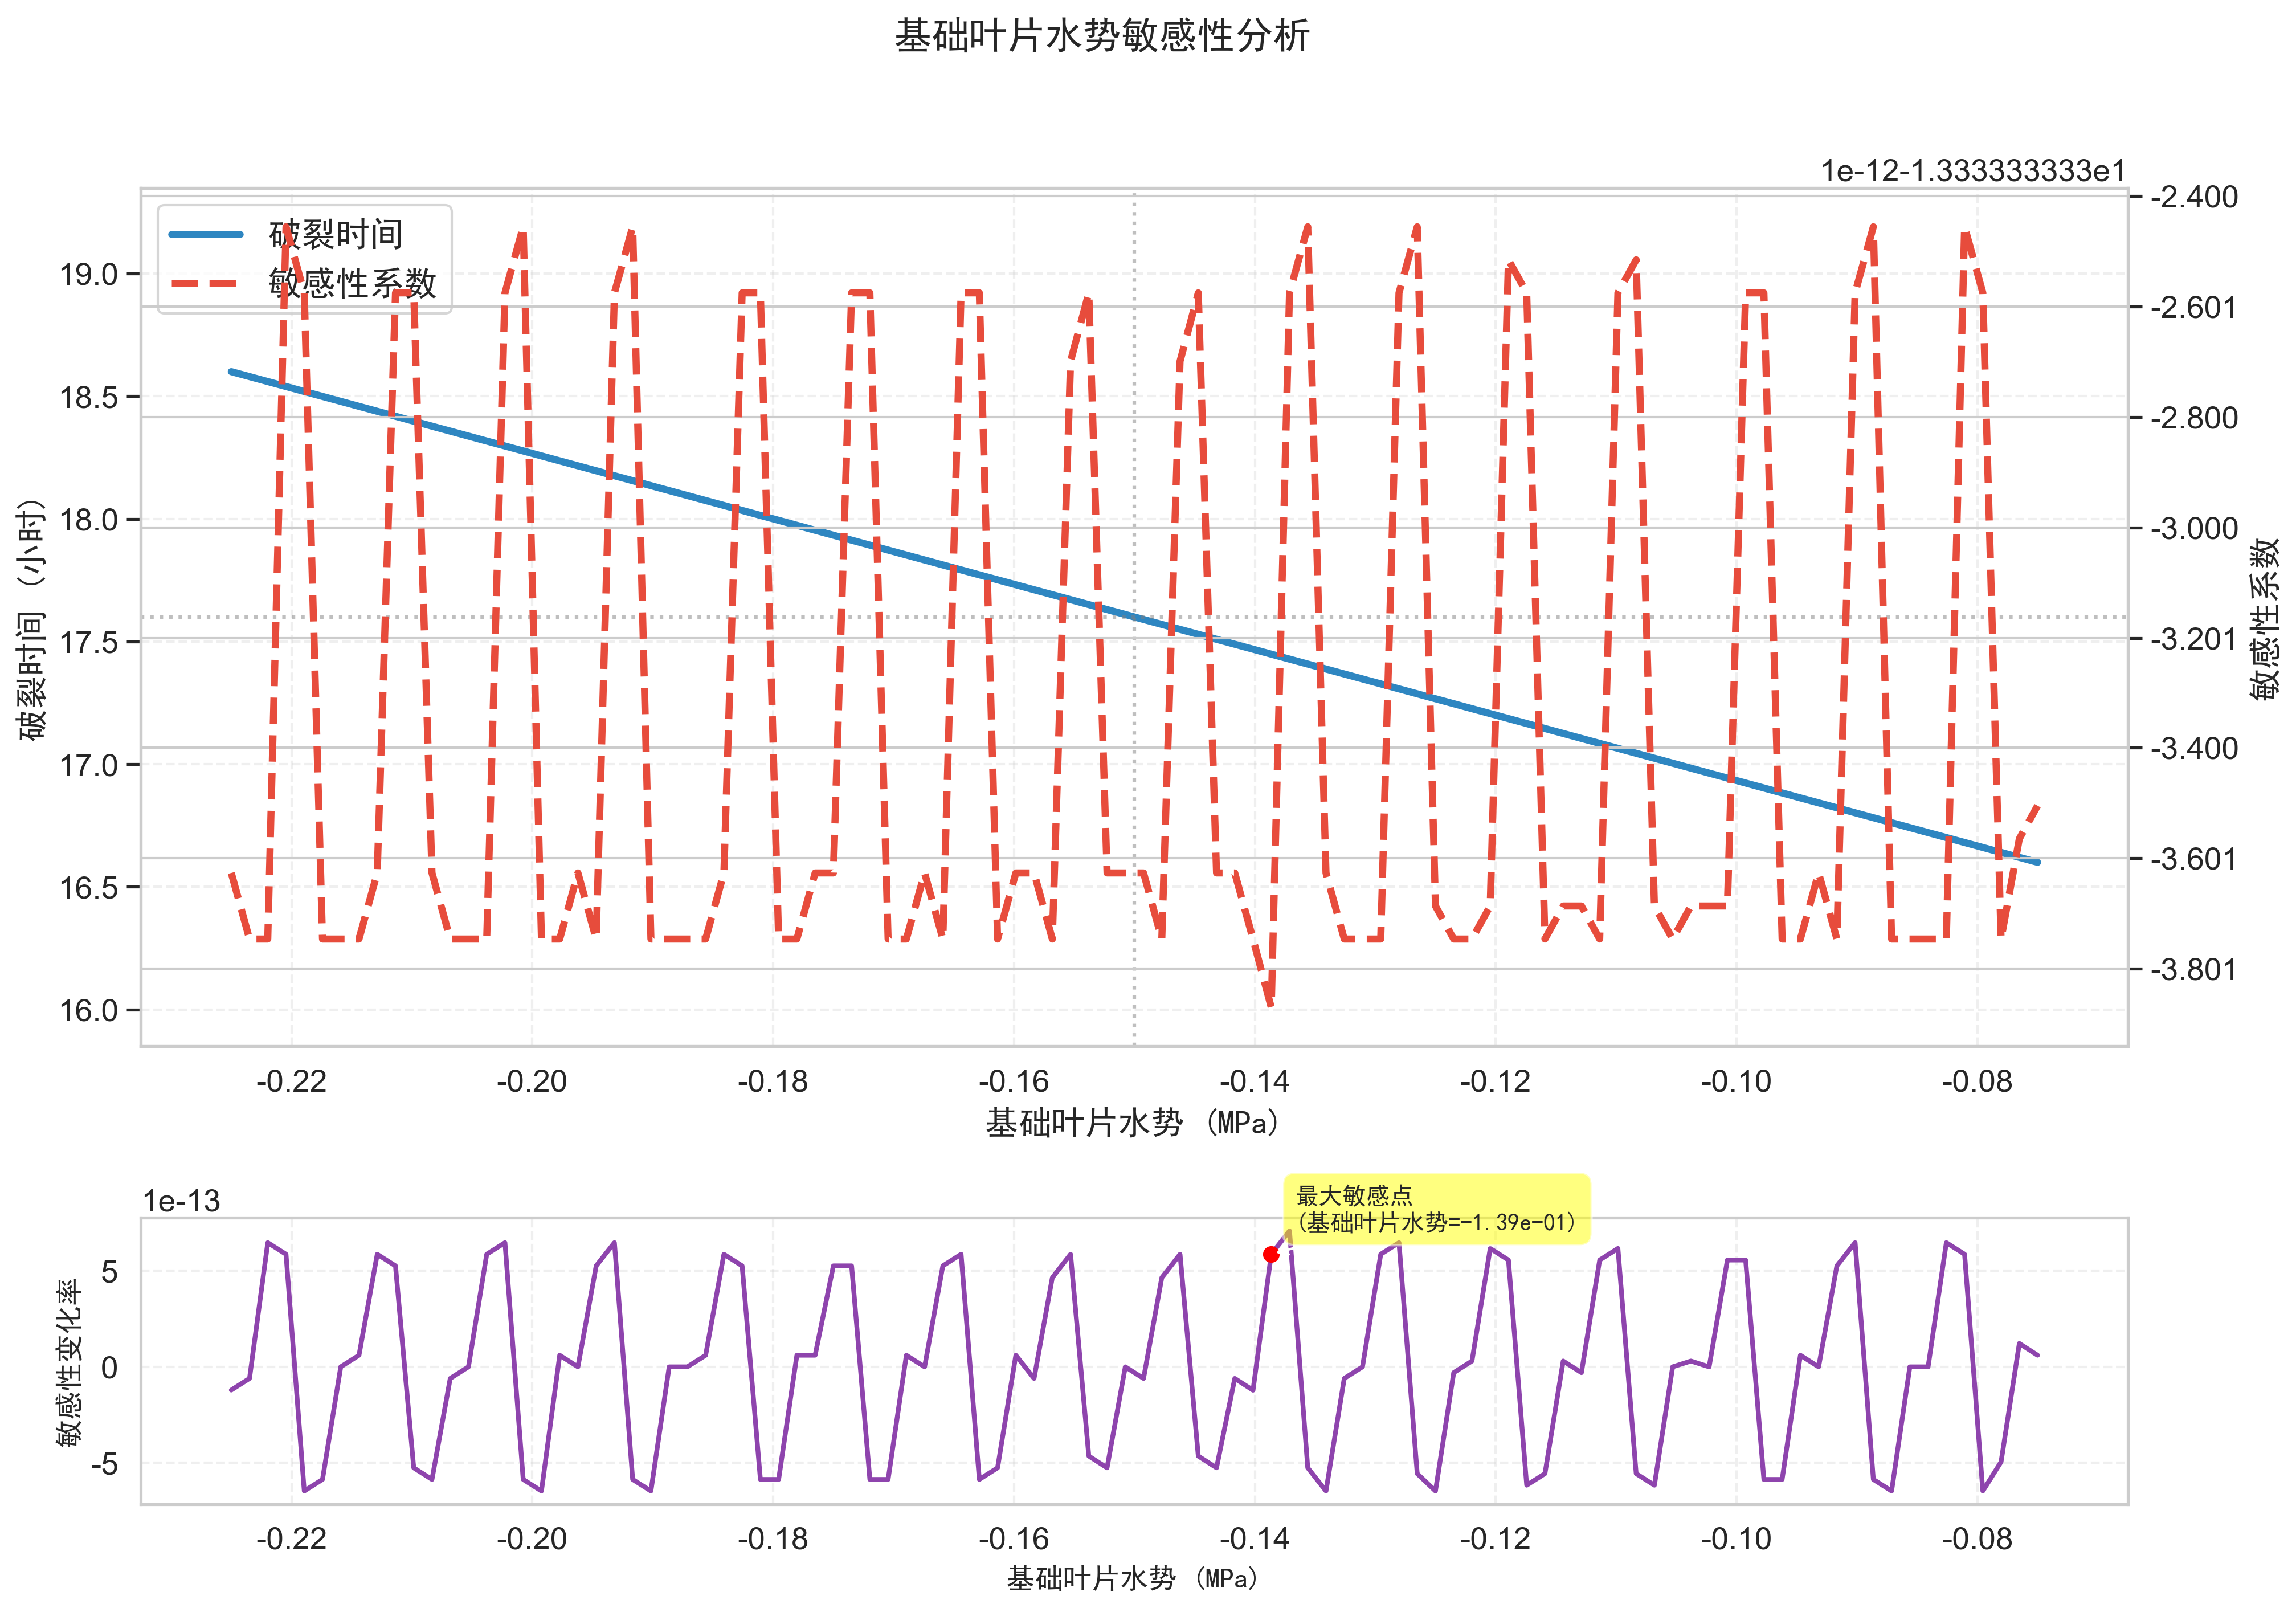 基础叶片水势敏感性分析
1e-12-1.333333333e1
破裂时间
敏感性系数
19.0
18.5
18.0
17.5
17.0
16.5
16.0
破裂时间 (小时)
-2.400
-2.601
-2.800
-3.000
-3.201
-3.400
-3.601
-3.801
敏感性系数
-0.22 -0.20 -0.18 -0.16 -0.14 -0.12 -0.10 -0.08
基础叶片水势 (MPa)
1e-13
最大敏感点
(基础叶片水势=-1.39e-01)
5
0
-5
敏感性变化率
-0.22 -0.20 -0.18 -0.16 -0.14 -0.12 -0.10 -0.08
基础叶片水势 (MPa)